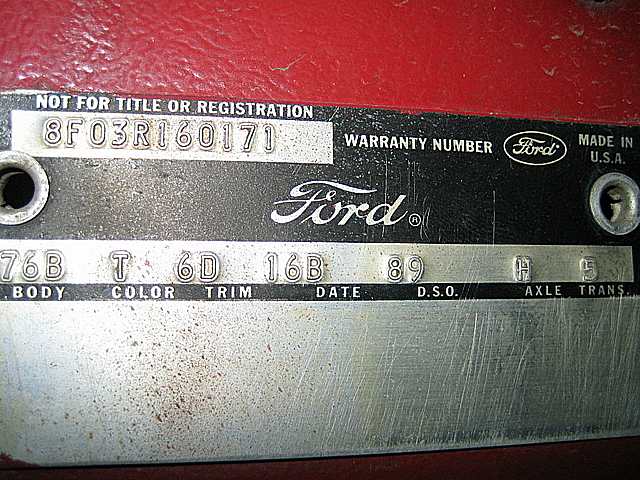 NOT FOR TITLE OR REGISTRATION
8F03R160171 WARRANTY NUMBER Ford MADE IN U.S.A.
Ford ®
76B T 6D 16B 89 H 5
BODY COLOR TRIM DATE D.S.O. AXLE TRANS.